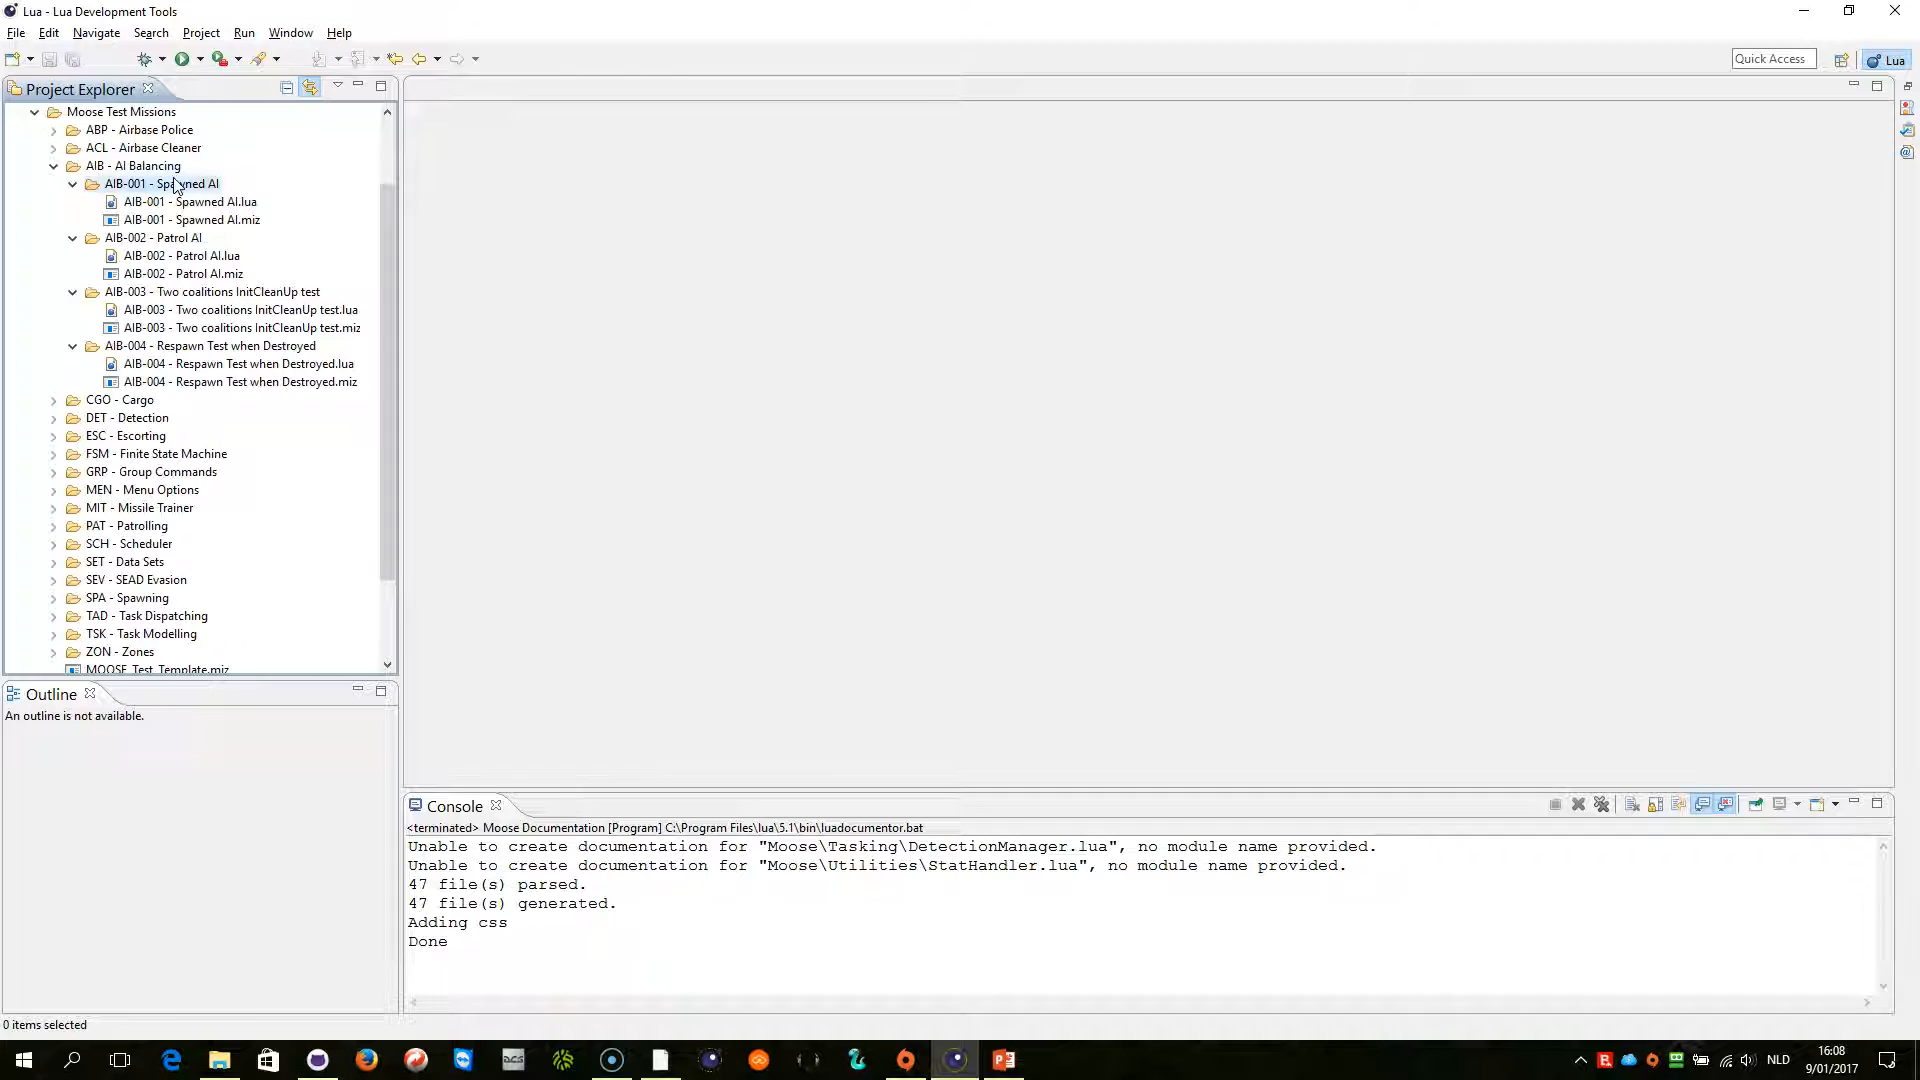 Lua - Lua Development Tools
File Edit Navigate Search Project Run Window Help
Quick Access
Lua
Project Explorer
Moose Test Missions
ABP - Airbase Police
ACL - Airbase Cleaner
AIB - AI Balancing
AIB-001 - Spawned AI
AIB-001 - Spawned AI.lua
AIB-001 - Spawned AI.miz
AIB-002 - Patrol AI
AIB-002 - Patrol AI.lua
AIB-002 - Patrol AI.miz
AIB-003 - Two coalitions InitCleanUp test
AIB-003 - Two coalitions InitCleanUp test.lua
AIB-003 - Two coalitions InitCleanUp test.miz
AIB-004 - Respawn Test when Destroyed
AIB-004 - Respawn Test when Destroyed.lua
AIB-004 - Respawn Test when Destroyed.miz
CGO - Cargo
DET - Detection
ESC - Escorting
FSM - Finite State Machine
GRP - Group Commands
MEN - Menu Options
MIT - Missile Trainer
PAT - Patrolling
SCH - Scheduler
SET - Data Sets
SEV - SEAD Evasion
SPA - Spawning
TAD - Task Dispatching
TSK - Task Modelling
ZON - Zones
MOOSE_Test_Template.miz
Outline
An outline is not available.
Console
<terminated> Moose Documentation [Program] C:\Program Files\lua\5.1\bin\luadocumentor.bat
Unable to create documentation for "Moose\Tasking\DetectionManager.lua", no module name provided.
Unable to create documentation for "Moose\Utilities\StatHandler.lua", no module name provided.
47 file(s) parsed.
47 file(s) generated.
Adding css
Done
0 items selected
DCS
NLD
16:08
9/01/2017